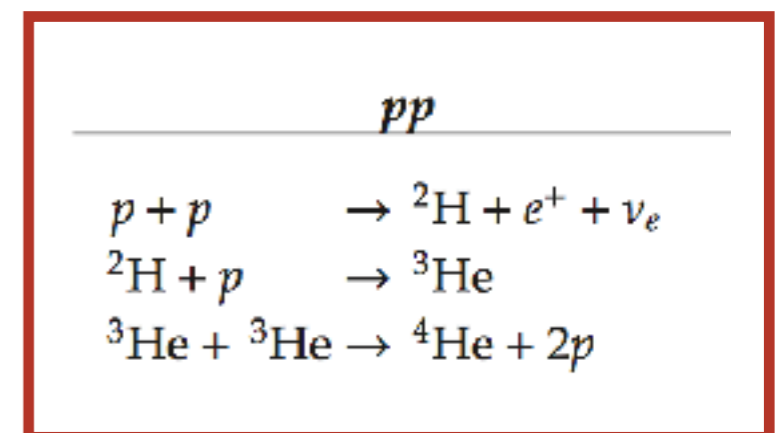 pp
p + p → ²H + e⁺ + νₑ
²H + p → ³He
³He + ³He → ⁴He + 2p